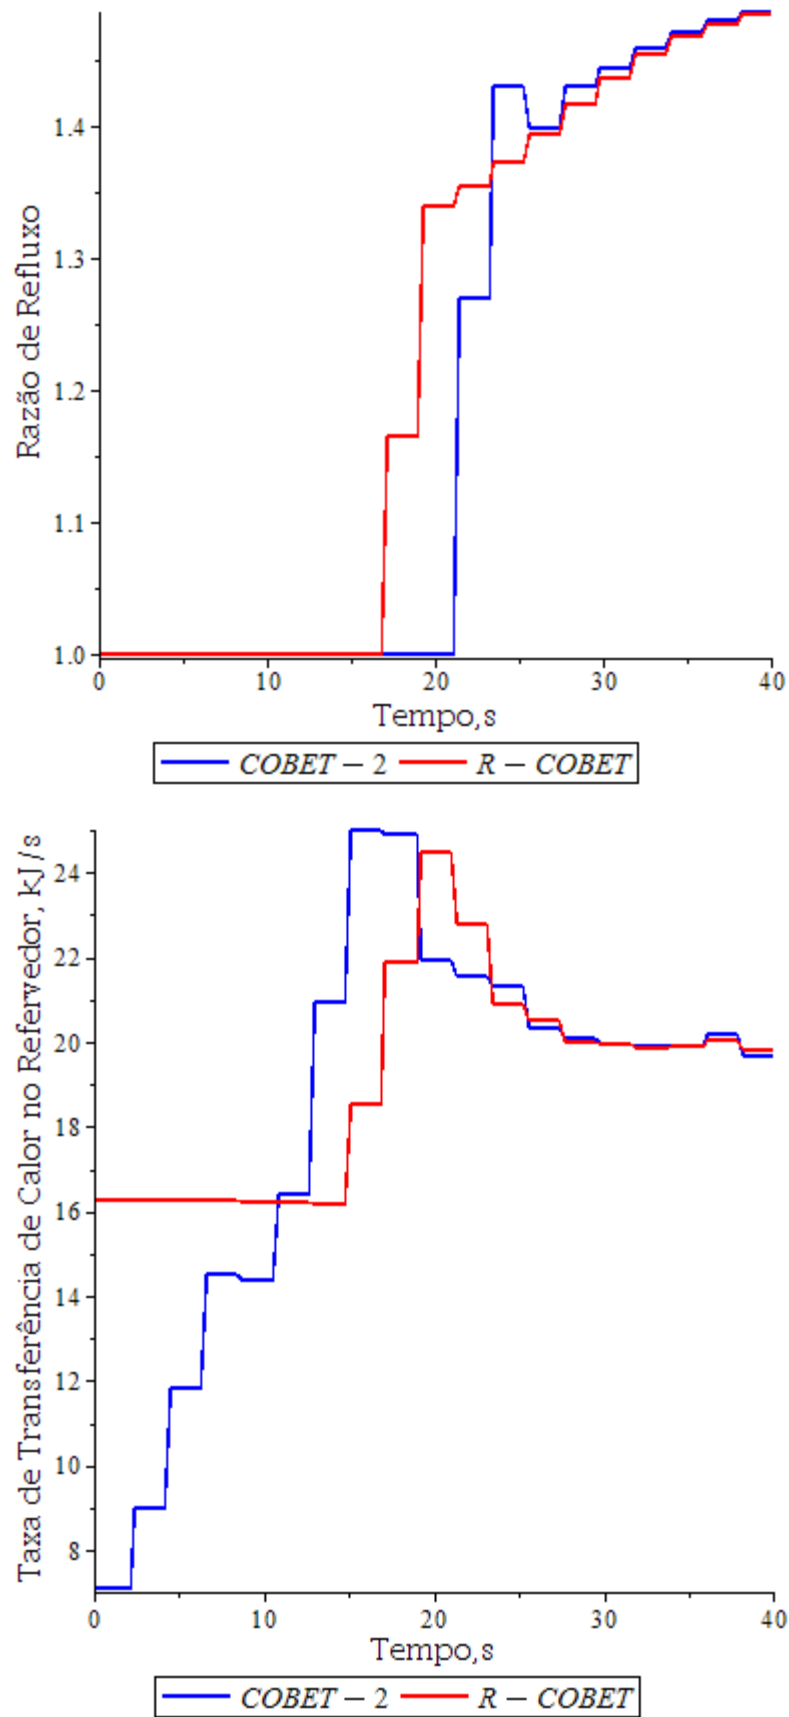 1.4
1.3
1.2
1.1
1.0
Razão de Refluxo
0 10 20 30 40
Tempo,s
COBET – 2 R – COBET
24
22
20
18
16
14
12
10
8
Taxa de Transferência de Calor no Refervedor, kJ/s
0 10 20 30 40
Tempo,s
COBET – 2 R – COBET